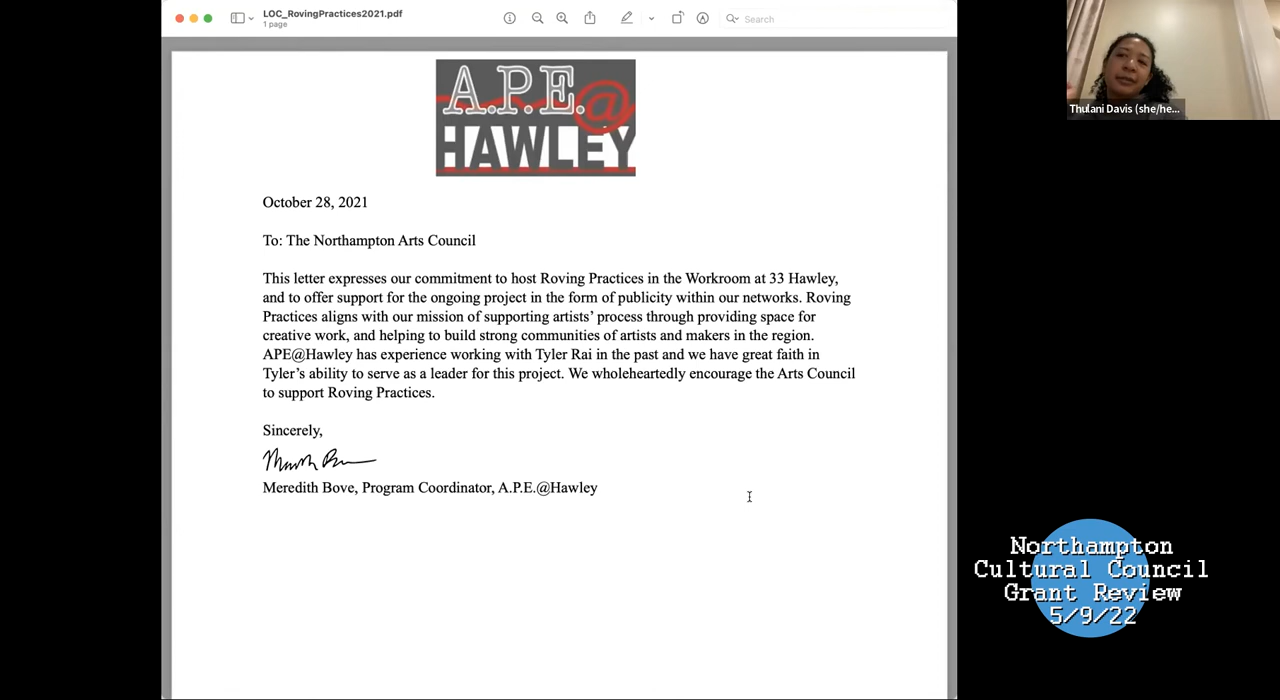 LOC_RovingPractices2021.pdf
1 page
Search
A.P.E.@
HAWLEY
October 28, 2021
To: The Northampton Arts Council
This letter expresses our commitment to host Roving Practices in the Workroom at 33 Hawley,
and to offer support for the ongoing project in the form of publicity within our networks. Roving
Practices aligns with our mission of supporting artists’ process through providing space for
creative work, and helping to build strong communities of artists and makers in the region.
APE@Hawley has experience working with Tyler Rai in the past and we have great faith in
Tyler’s ability to serve as a leader for this project. We wholeheartedly encourage the Arts Council
to support Roving Practices.
Sincerely,
Meredith Bove, Program Coordinator, A.P.E.@Hawley
Thulani Davis (she/he...
Northampton
Cultural Council
Grant Review
5/9/22